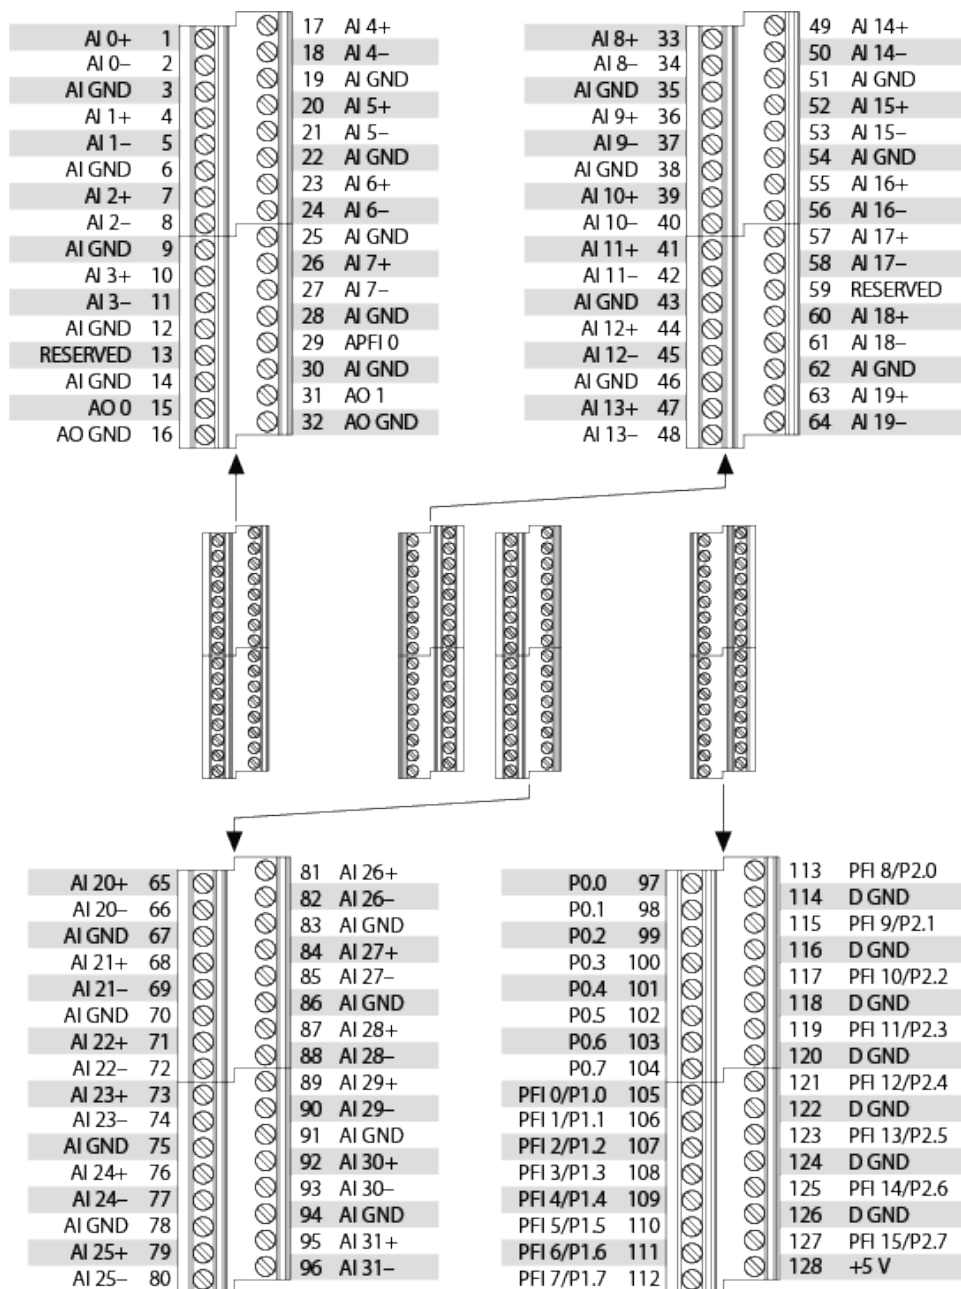 AI 0+ 1
AI 0– 2
AI GND 3
AI 1+ 4
AI 1– 5
AI GND 6
AI 2+ 7
AI 2– 8
AI GND 9
AI 3+ 10
AI 3– 11
AI GND 12
RESERVED 13
AI GND 14
AO 0 15
AO GND 16
17 AI 4+
18 AI 4–
19 AI GND
20 AI 5+
21 AI 5–
22 AI GND
23 AI 6+
24 AI 6–
25 AI GND
26 AI 7+
27 AI 7–
28 AI GND
29 APFI 0
30 AI GND
31 AO 1
32 AO GND
AI 8+ 33
AI 8– 34
AI GND 35
AI 9+ 36
AI 9– 37
AI GND 38
AI 10+ 39
AI 10– 40
AI 11+ 41
AI 11– 42
AI GND 43
AI 12+ 44
AI 12– 45
AI GND 46
AI 13+ 47
AI 13– 48
49 AI 14+
50 AI 14–
51 AI GND
52 AI 15+
53 AI 15–
54 AI GND
55 AI 16+
56 AI 16–
57 AI 17+
58 AI 17–
59 RESERVED
60 AI 18+
61 AI 18–
62 AI GND
63 AI 19+
64 AI 19–
AI 20+ 65
AI 20– 66
AI GND 67
AI 21+ 68
AI 21– 69
AI GND 70
AI 22+ 71
AI 22– 72
AI 23+ 73
AI 23– 74
AI GND 75
AI 24+ 76
AI 24– 77
AI GND 78
AI 25+ 79
AI 25– 80
81 AI 26+
82 AI 26–
83 AI GND
84 AI 27+
85 AI 27–
86 AI GND
87 AI 28+
88 AI 28–
89 AI 29+
90 AI 29–
91 AI GND
92 AI 30+
93 AI 30–
94 AI GND
95 AI 31+
96 AI 31–
P0.0 97
P0.1 98
P0.2 99
P0.3 100
P0.4 101
P0.5 102
P0.6 103
P0.7 104
PFI 0/P1.0 105
PFI 1/P1.1 106
PFI 2/P1.2 107
PFI 3/P1.3 108
PFI 4/P1.4 109
PFI 5/P1.5 110
PFI 6/P1.6 111
PFI 7/P1.7 112
113 PFI 8/P2.0
114 D GND
115 PFI 9/P2.1
116 D GND
117 PFI 10/P2.2
118 D GND
119 PFI 11/P2.3
120 D GND
121 PFI 12/P2.4
122 D GND
123 PFI 13/P2.5
124 D GND
125 PFI 14/P2.6
126 D GND
127 PFI 15/P2.7
128 +5 V